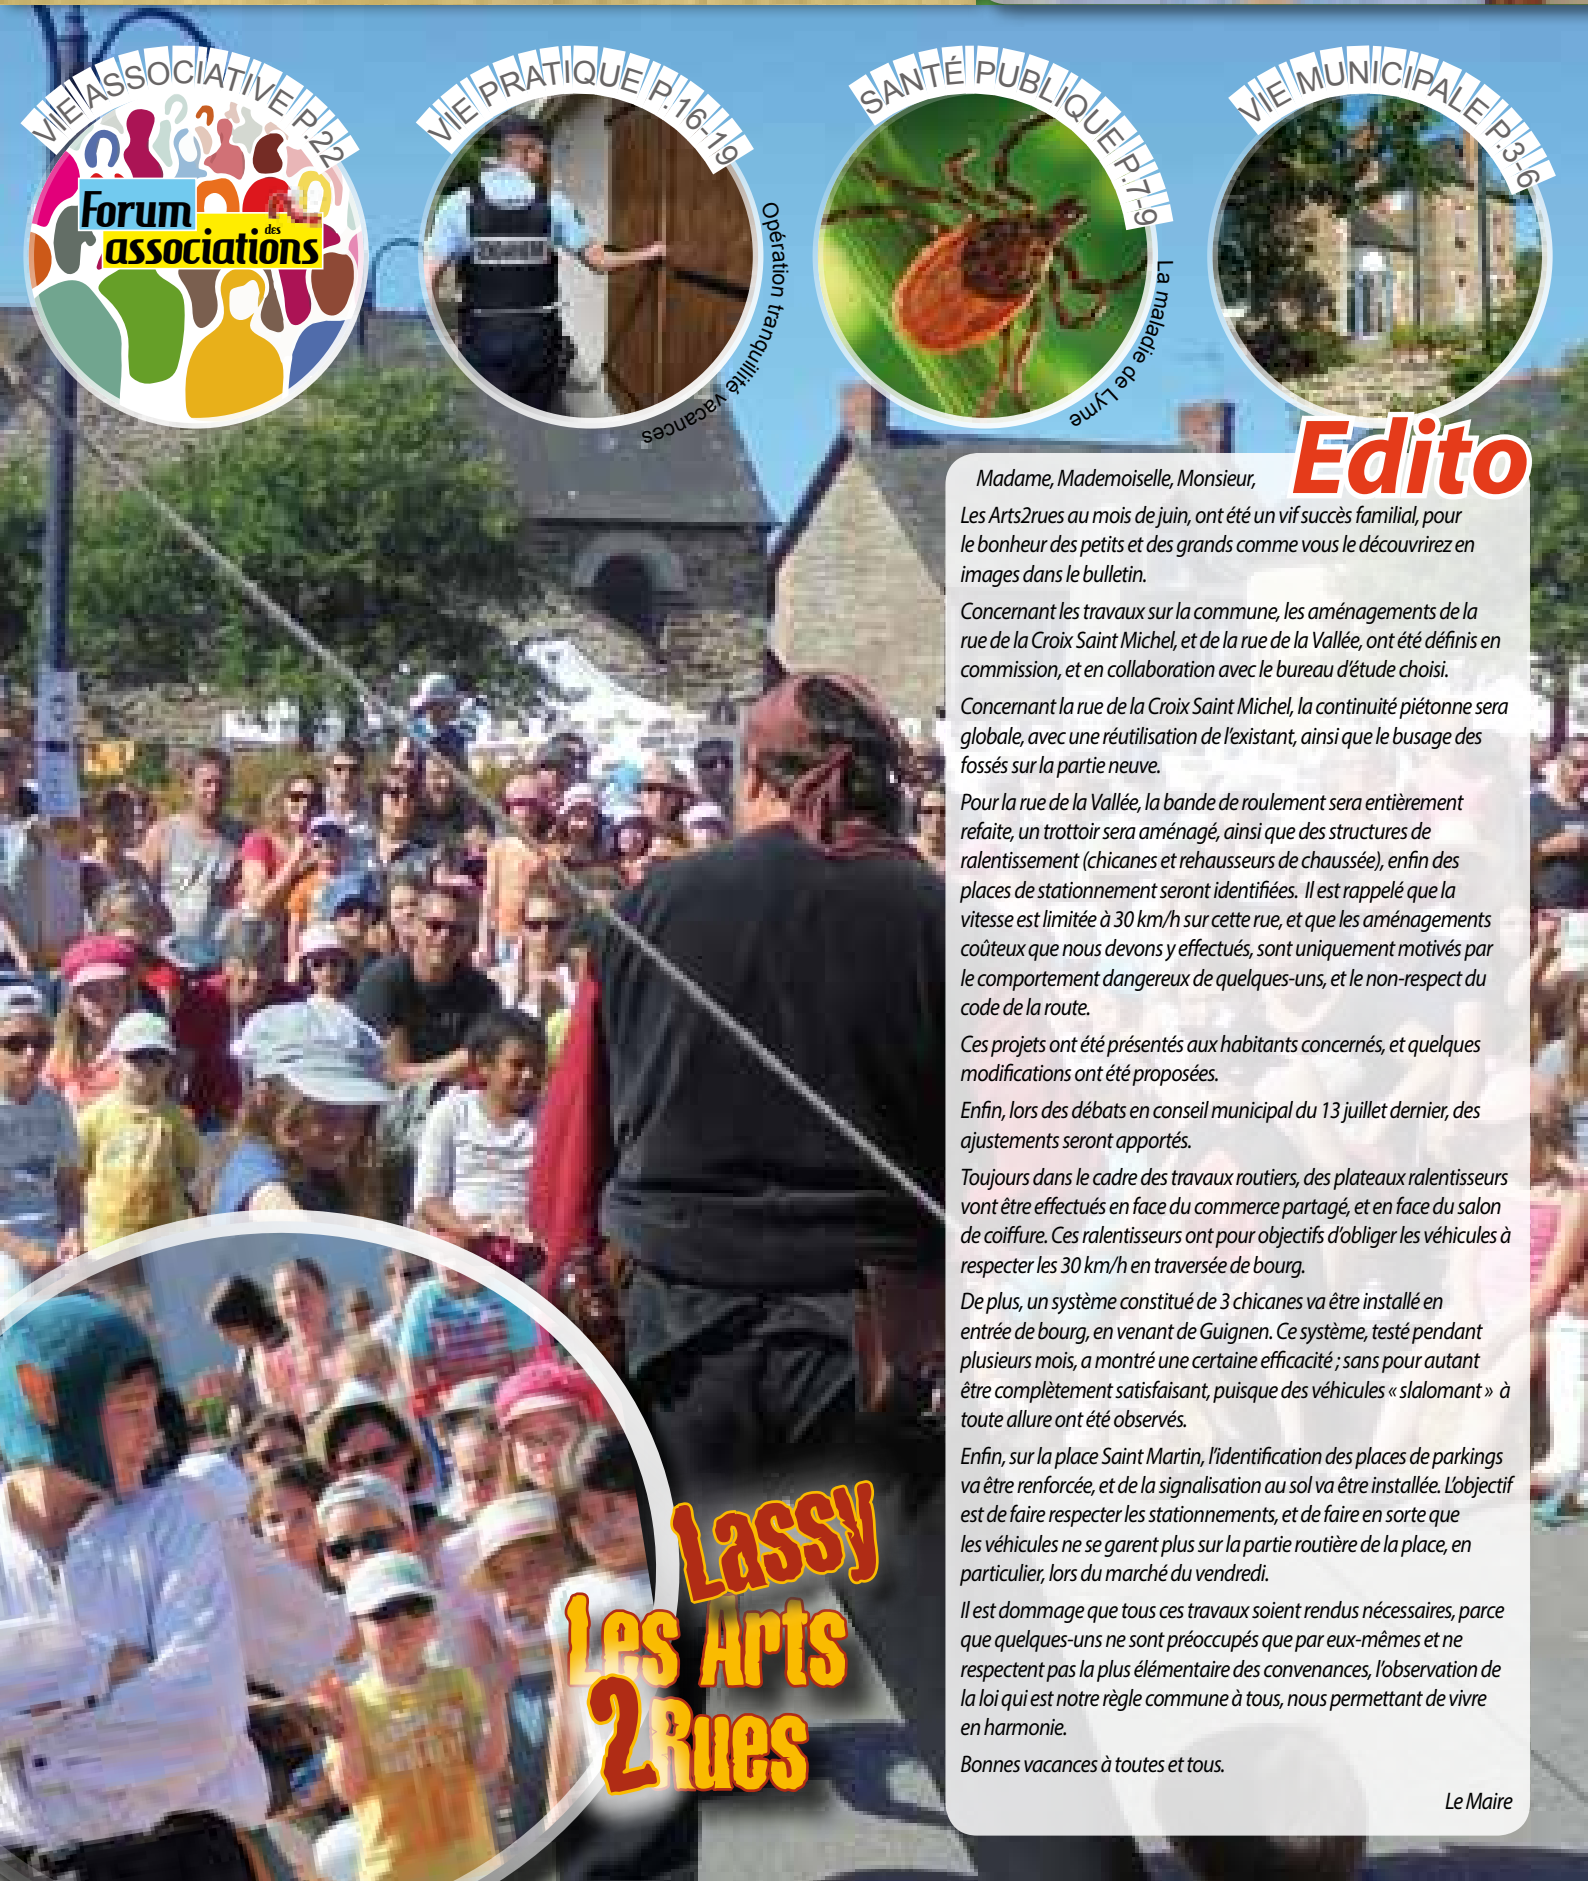 VIE ASSOCIATIVE P.22
Forum
des
associations
VIE PRATIQUE P.16-19
Opération tranquillité vacances
SANTÉ PUBLIQUE P.7-9
La maladie de Lyme
VIE MUNICIPALE P.3-6
Edito
Madame, Mademoiselle, Monsieur,
Les Arts2rues au mois de juin, ont été un vif succès familial, pour
le bonheur des petits et des grands comme vous le découvrirez en
images dans le bulletin.
Concernant les travaux sur la commune, les aménagements de la
rue de la Croix Saint Michel, et de la rue de la Vallée, ont été définis en
commission, et en collaboration avec le bureau d'étude choisi.
Concernant la rue de la Croix Saint Michel, la continuité piétonne sera
globale, avec une réutilisation de l'existant, ainsi que le busage des
fossés sur la partie neuve.
Pour la rue de la Vallée, la bande de roulement sera entièrement
refaite, un trottoir sera aménagé, ainsi que des structures de
ralentissement (chicanes et rehausseurs de chaussée), enfin des
places de stationnement seront identifiées. Il est rappelé que la
vitesse est limitée à 30 km/h sur cette rue, et que les aménagements
coûteux que nous devons y effectués, sont uniquement motivés par
le comportement dangereux de quelques-uns, et le non-respect du
code de la route.
Ces projets ont été présentés aux habitants concernés, et quelques
modifications ont été proposées.
Enfin, lors des débats en conseil municipal du 13 juillet dernier, des
ajustements seront apportés.
Toujours dans le cadre des travaux routiers, des plateaux ralentisseurs
vont être effectués en face du commerce partagé, et en face du salon
de coiffure. Ces ralentisseurs ont pour objectifs d'obliger les véhicules à
respecter les 30 km/h en traversée de bourg.
De plus, un système constitué de 3 chicanes va être installé en
entrée de bourg, en venant de Guignen. Ce système, testé pendant
plusieurs mois, a montré une certaine efficacité ; sans pour autant
être complètement satisfaisant, puisque des véhicules « slalomant » à
toute allure ont été observés.
Enfin, sur la place Saint Martin, l'identification des places de parkings
va être renforcée, et de la signalisation au sol va être installée. L'objectif
est de faire respecter les stationnements, et de faire en sorte que
les véhicules ne se garent plus sur la partie routière de la place, en
particulier, lors du marché du vendredi.
Il est dommage que tous ces travaux soient rendus nécessaires, parce
que quelques-uns ne sont préoccupés que par eux-mêmes et ne
respectent pas la plus élémentaire des convenances, l'observation de
la loi qui est notre règle commune à tous, nous permettant de vivre
en harmonie.
Bonnes vacances à toutes et tous.
Le Maire
Lassy
Les Arts
2Rues